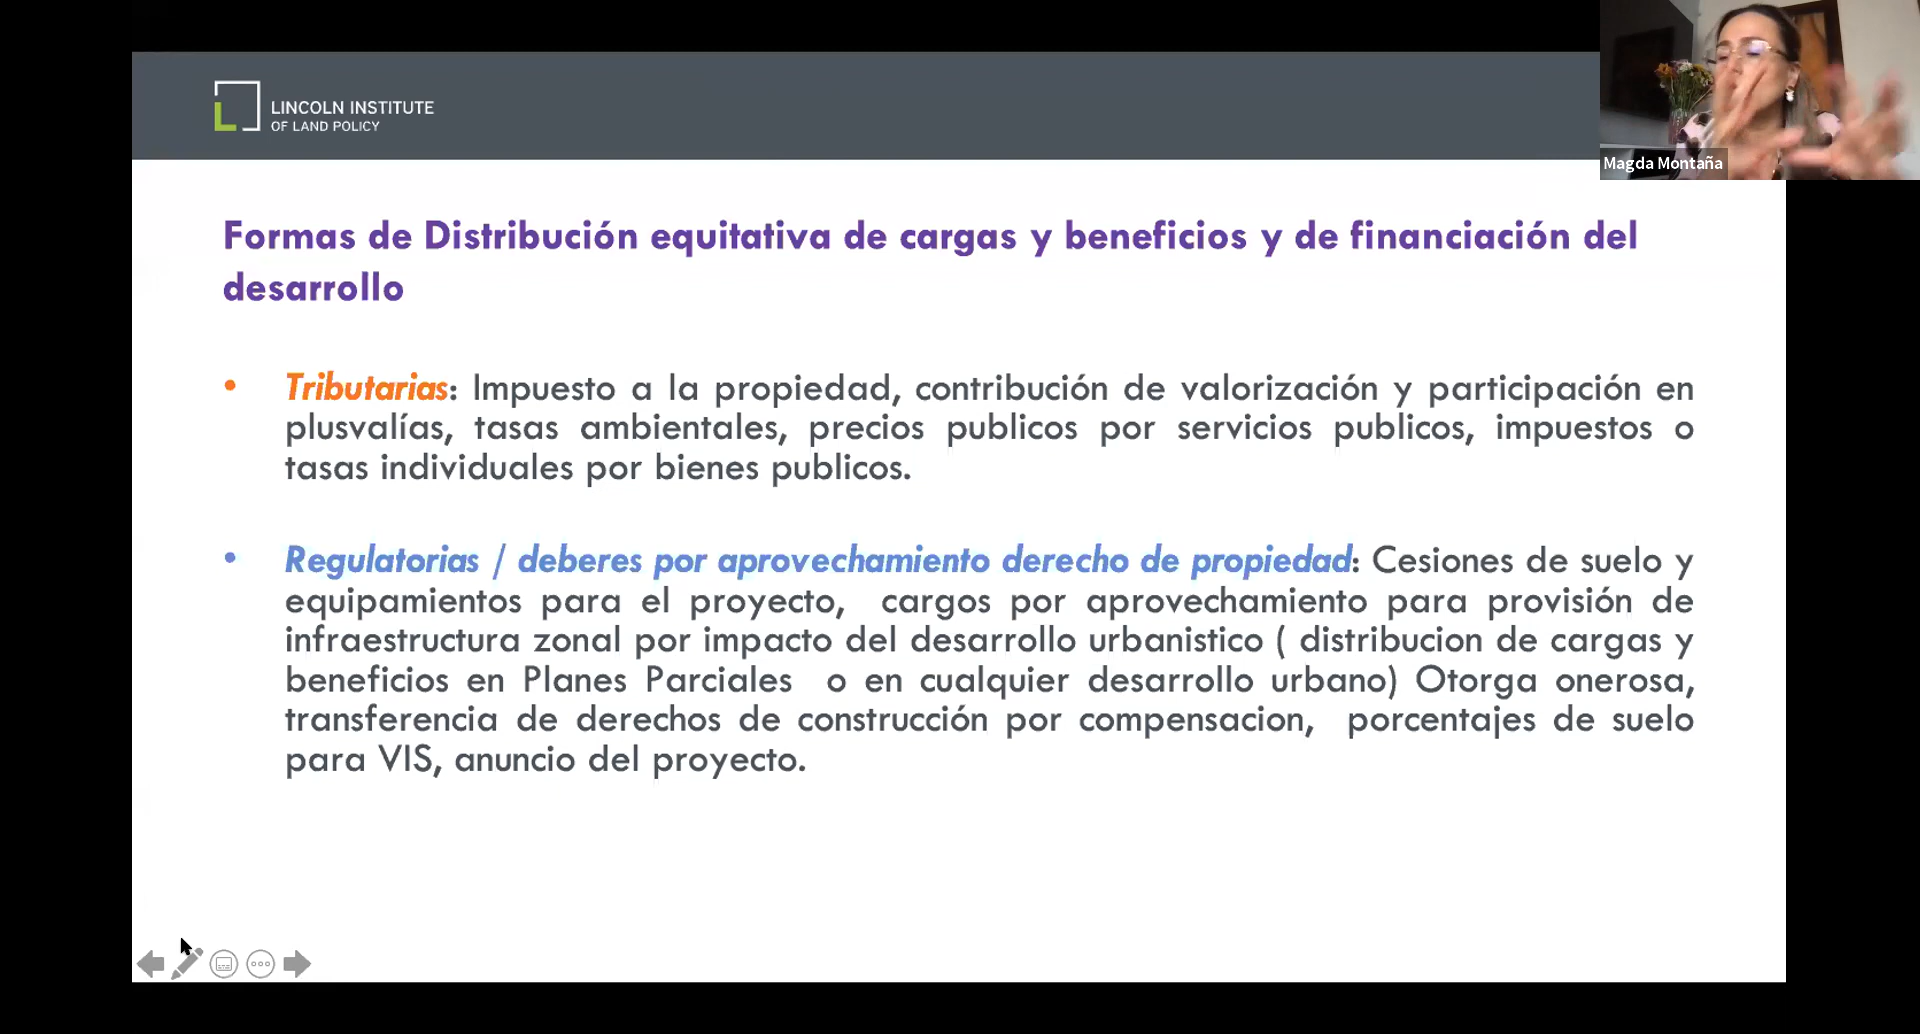 LINCOLN INSTITUTE
OF LAND POLICY
Magda Montaña
Formas de Distribución equitativa de cargas y beneficios y de financiación del
desarrollo
• Tributarias: Impuesto a la propiedad, contribución de valorización y participación en
plusvalías, tasas ambientales, precios publicos por servicios publicos, impuestos o
tasas individuales por bienes publicos.
• Regulatorias / deberes por aprovechamiento derecho de propiedad: Cesiones de suelo y
equipamientos para el proyecto, cargos por aprovechamiento para provisión de
infraestructura zonal por impacto del desarrollo urbanistico ( distribucion de cargas y
beneficios en Planes Parciales o en cualquier desarrollo urbano) Otorga onerosa,
transferencia de derechos de construcción por compensacion, porcentajes de suelo
para VIS, anuncio del proyecto.